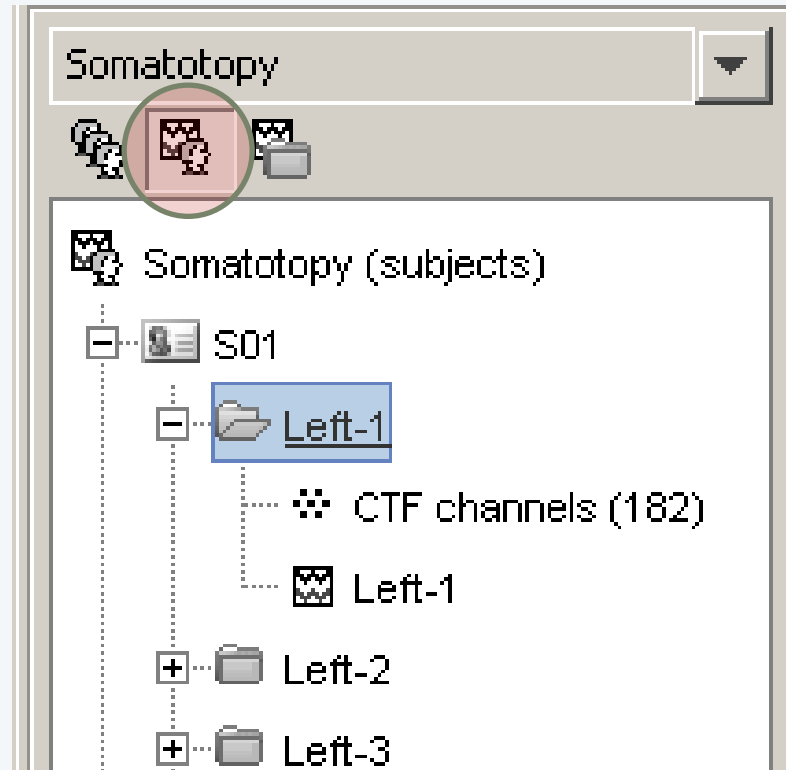 Somatotopy
Somatotopy (subjects)
S01
Left-1
CTF channels (182)
Left-1
Left-2
Left-3